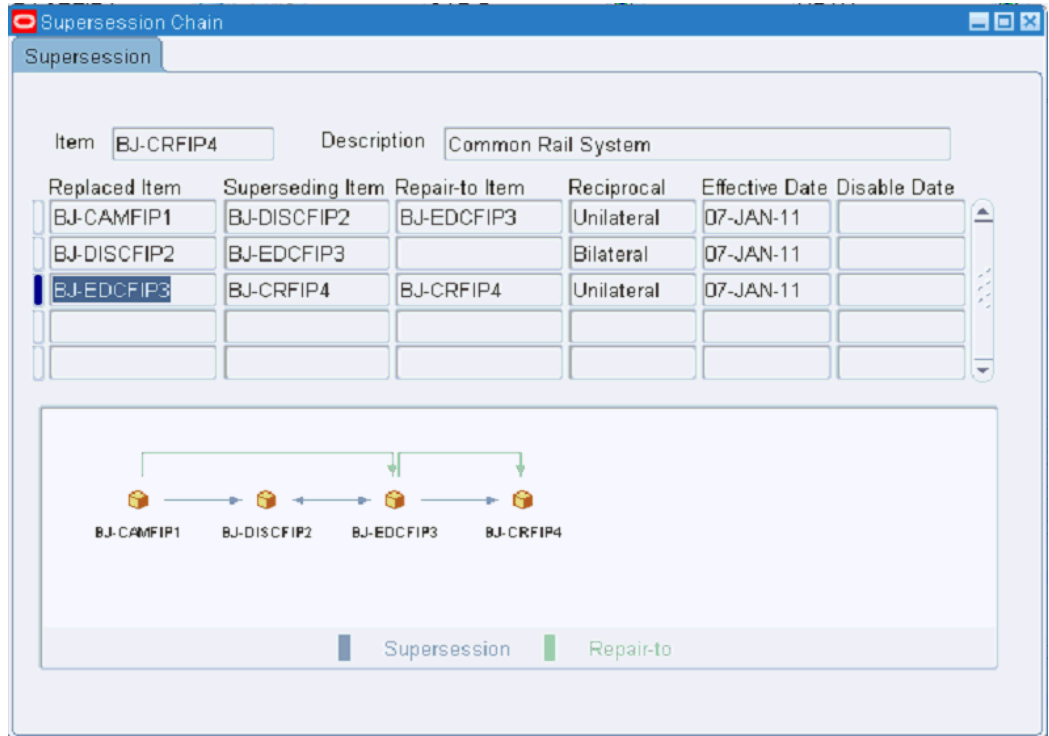 Supersession Chain
Supersession
Item BJ-CRFIP4 Description Common Rail System
Replaced Item Superseding Item Repair-to Item Reciprocal Effective Date Disable Date
BJ-CAMFIP1 BJ-DISCFIP2 BJ-EDCFIP3 Unilateral 07-JAN-11
BJ-DISCFIP2 BJ-EDCFIP3 Bilateral 07-JAN-11
BJ-EDCFIP3 BJ-CRFIP4 BJ-CRFIP4 Unilateral 07-JAN-11
BJ-CAMFIP1 BJ-DISCFIP2 BJ-EDCFIP3 BJ-CRFIP4
Supersession Repair-to